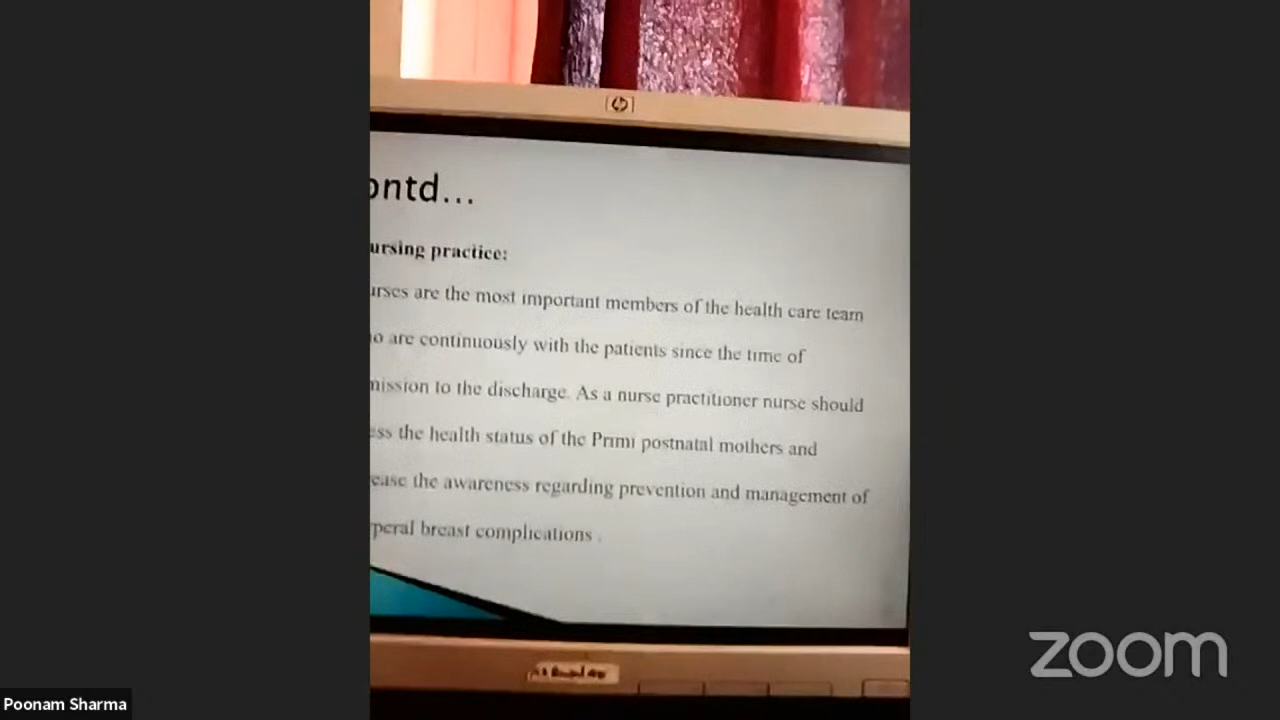 hp
ontd...
ursing practice:
urses are the most important members of the health care team
o are continuously with the patients since the time of
mission to the discharge. As a nurse practitioner nurse should
ess the health status of the Primi postnatal mothers and
ease the awareness regarding prevention and management of
peral breast complications .
zoom
Poonam Sharma